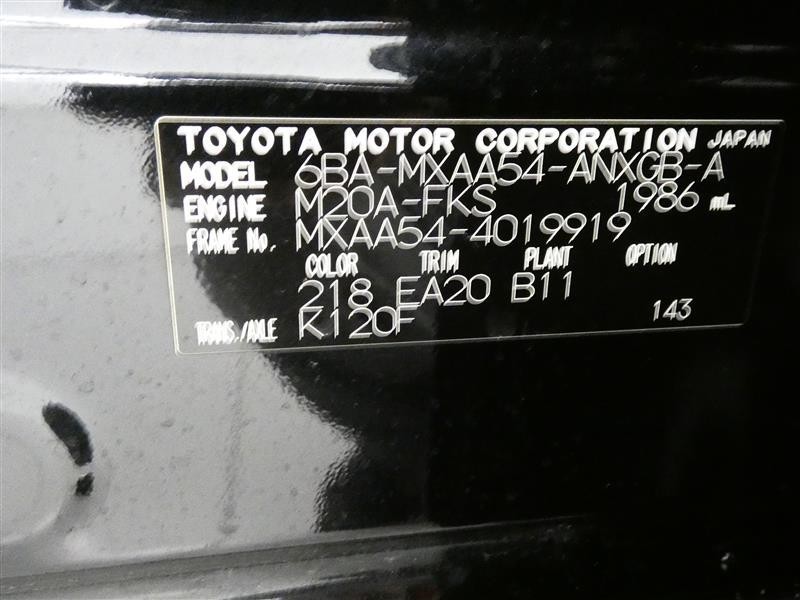 TOYOTA MOTOR CORPORATION JAPAN
MODEL 6BA-MXAA54-ANXGB-A
ENGINE M20A-FKS 1986 mL
FRAME No. MXAA54-4019919
COLOR TRIM PLANT OPTION
218 EA20 B11
TRANS./AXLE K120F 143